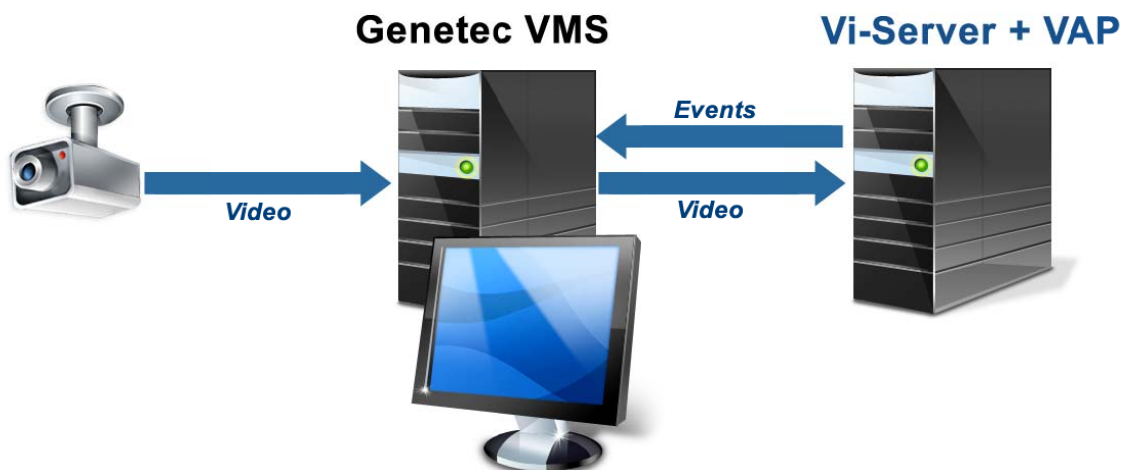 Genetec VMS
Vi-Server + VAP
Events
Video
Video